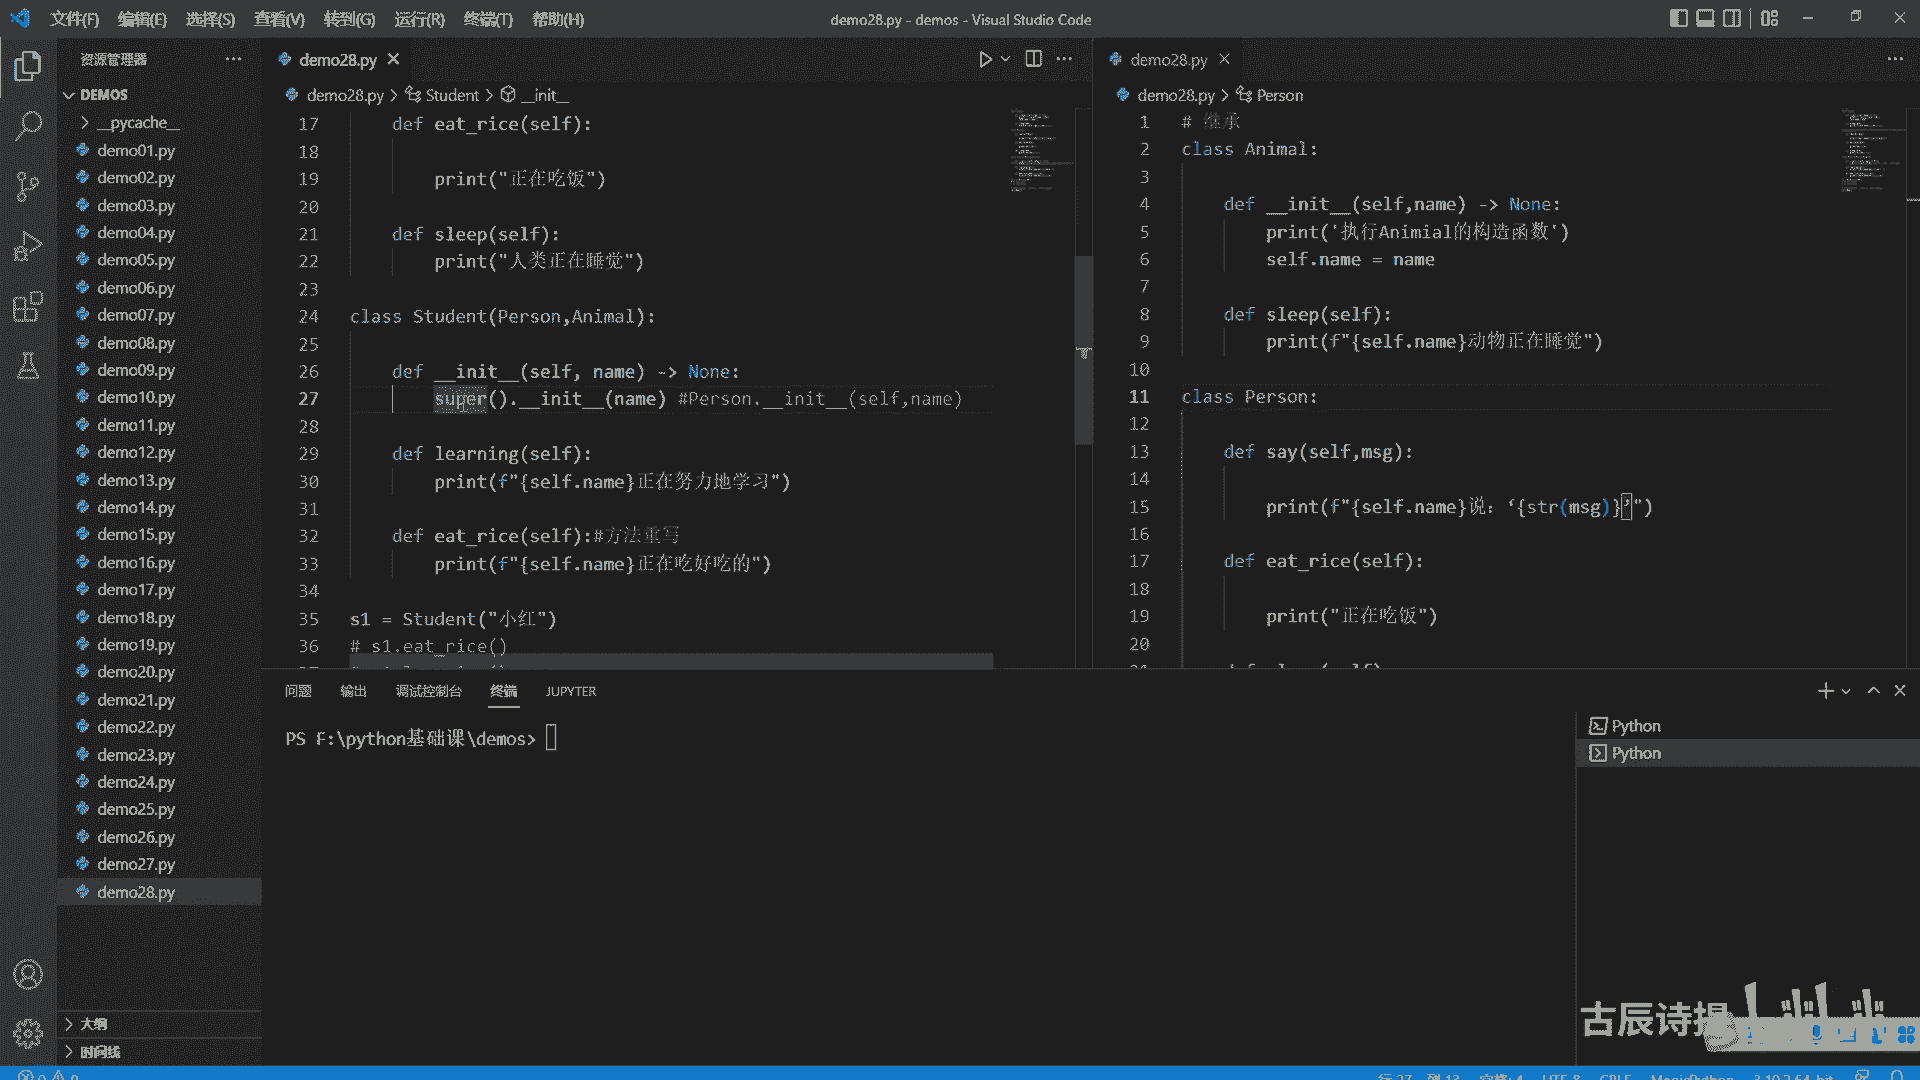 文件(F) 编辑(E) 选择(S) 查看(V) 转到(G) 运行(R) 终端(T) 帮助(H)
demo28.py - demos - Visual Studio Code
资源管理器
DEMOS
__pycache__
demo01.py
demo02.py
demo03.py
demo04.py
demo05.py
demo06.py
demo07.py
demo08.py
demo09.py
demo10.py
demo11.py
demo12.py
demo13.py
demo14.py
demo15.py
demo16.py
demo17.py
demo18.py
demo19.py
demo20.py
demo21.py
demo22.py
demo23.py
demo24.py
demo25.py
demo26.py
demo27.py
demo28.py
大纲
时间线
demo28.py
demo28.py > Student > __init__
17 def eat_rice(self):
18
19 print("正在吃饭")
20
21 def sleep(self):
22 print("人类正在睡觉")
23
24 class Student(Person,Animal):
25
26 def __init__(self, name) -> None:
27 super().__init__(name) #Person.__init__(self,name)
28
29 def learning(self):
30 print(f"{self.name}正在努力地学习")
31
32 def eat_rice(self):#方法重写
33 print(f"{self.name}正在吃好吃的")
34
35 s1 = Student("小红")
36 # s1.eat_rice()
demo28.py
demo28.py > Person
1 # 继承
2 class Animal:
3
4 def __init__(self,name) -> None:
5 print('执行Animial的构造函数')
6 self.name = name
7
8 def sleep(self):
9 print(f"{self.name}动物正在睡觉")
10
11 class Person:
12
13 def say(self,msg):
14
15 print(f"{self.name}说：‘{str(msg)}’")
16
17 def eat_rice(self):
18
19 print("正在吃饭")
20
问题 输出 调试控制台 终端 JUPYTER
PS F:\python基础课\demos>
Python
Python
古辰诗提